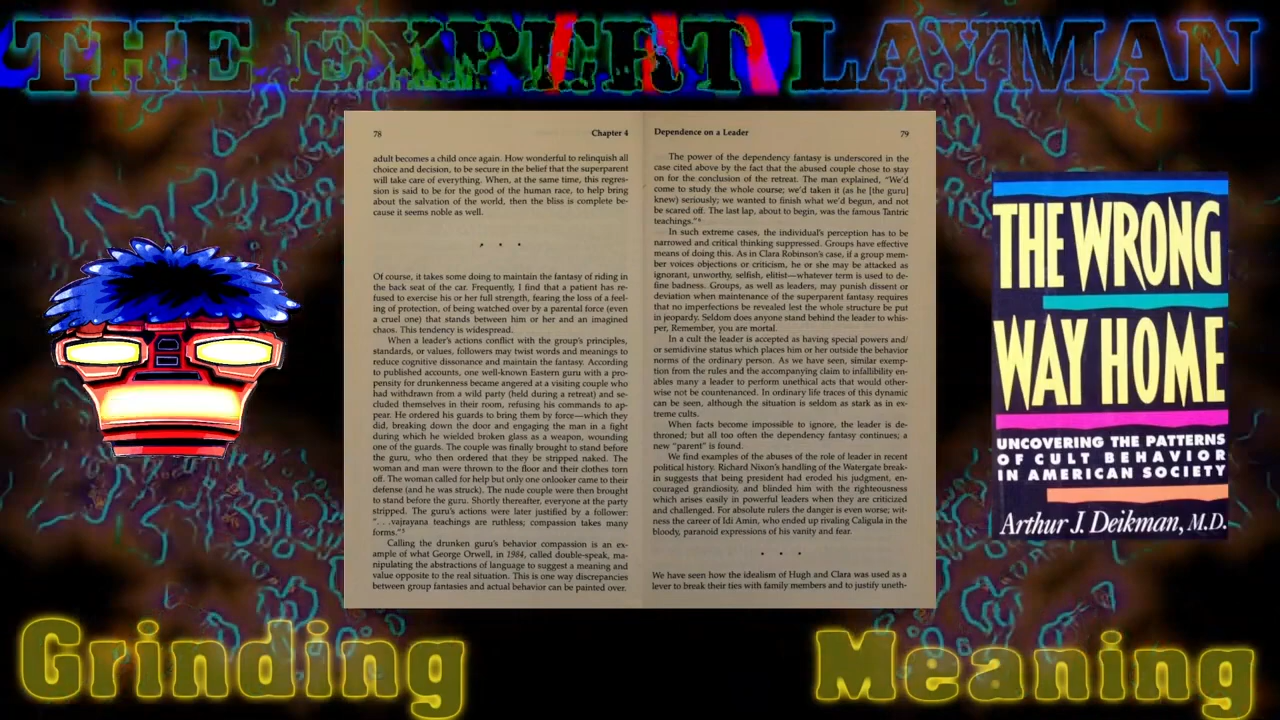 THE EXPERT LAYMAN
78 Chapter 4
adult becomes a child once again. How wonderful to relinquish all
choice and decision, to be secure in the belief that the superparent
will take care of everything. When, at the same time, this regres-
sion is said to be for the good of the human race, to help bring
about the salvation of the world, then the bliss is complete be-
cause it seems noble as well.
. . .
Of course, it takes some doing to maintain the fantasy of riding in
the back seat of the car. Frequently, I find that a patient has re-
fused to exercise his or her full strength, fearing the loss of a feel-
ing of protection, of being watched over by a parental force (even
a cruel one) that stands between him or her and an imagined
chaos. This tendency is widespread.
When a leader's actions conflict with the group's principles,
standards, or values, followers may twist words and meanings to
reduce cognitive dissonance and maintain the fantasy. According
to published accounts, one well-known Eastern guru with a pro-
pensity for drunkenness became angered at a visiting couple who
had withdrawn from a wild party (held during a retreat) and se-
cluded themselves in their room, refusing his commands to ap-
pear. He ordered his guards to bring them by force—which they
did, breaking down the door and engaging the man in a fight
during which he wielded broken glass as a weapon, wounding
one of the guards. The couple was finally brought to stand before
the guru, who then ordered that they be stripped naked. The
woman and man were thrown to the floor and their clothes torn
off. The woman called for help but only one onlooker came to their
defense (and he was struck). The nude couple were then brought
to stand before the guru. Shortly thereafter, everyone at the party
stripped. The guru's actions were later justified by a follower:
". . .vajrayana teachings are ruthless; compassion takes many
forms."5
Calling the drunken guru's behavior compassion is an ex-
ample of what George Orwell, in 1984, called double-speak, ma-
nipulating the abstractions of language to suggest a meaning and
value opposite to the real situation. This is one way discrepancies
between group fantasies and actual behavior can be painted over.
Dependence on a Leader 79
The power of the dependency fantasy is underscored in the
case cited above by the fact that the abused couple chose to stay
on for the conclusion of the retreat. The man explained, "We'd
come to study the whole course; we'd taken it (as he [the guru]
knew) seriously; we wanted to finish what we'd begun, and not
be scared off. The last lap, about to begin, was the famous Tantric
teachings."6
In such extreme cases, the individual's perception has to be
narrowed and critical thinking suppressed. Groups have effective
means of doing this. As in Clara Robinson's case, if a group mem-
ber voices objections or criticism, he or she may be attacked as
ignorant, unworthy, selfish, elitist—whatever term is used to de-
fine badness. Groups, as well as leaders, may punish dissent or
deviation when maintenance of the superparent fantasy requires
that no imperfections be revealed lest the whole structure be put
in jeopardy. Seldom does anyone stand behind the leader to whis-
per, Remember, you are mortal.
In a cult the leader is accepted as having special powers and/
or semidivine status which places him or her outside the behavior
norms of the ordinary person. As we have seen, similar exemp-
tion from the rules and the accompanying claim to infallibility en-
ables many a leader to perform unethical acts that would other-
wise not be countenanced. In ordinary life traces of this dynamic
can be seen, although the situation is seldom as stark as in ex-
treme cults.
When facts become impossible to ignore, the leader is de-
throned; but all too often the dependency fantasy continues; a
new "parent" is found.
We find examples of the abuses of the role of leader in recent
political history. Richard Nixon's handling of the Watergate break-
in suggests that being president had eroded his judgment, en-
couraged grandiosity, and blinded him with the righteousness
which arises easily in powerful leaders when they are criticized
and challenged. For absolute rulers the danger is even worse; wit-
ness the career of Idi Amin, who ended up rivaling Caligula in the
bloody, paranoid expressions of his vanity and fear.
. . .
We have seen how the idealism of Hugh and Clara was used as a
lever to break their ties with family members and to justify uneth-
THE WRONG
WAY HOME
UNCOVERING THE PATTERNS
OF CULT BEHAVIOR
IN AMERICAN SOCIETY
Arthur J. Deikman, M.D.
Grinding Meaning